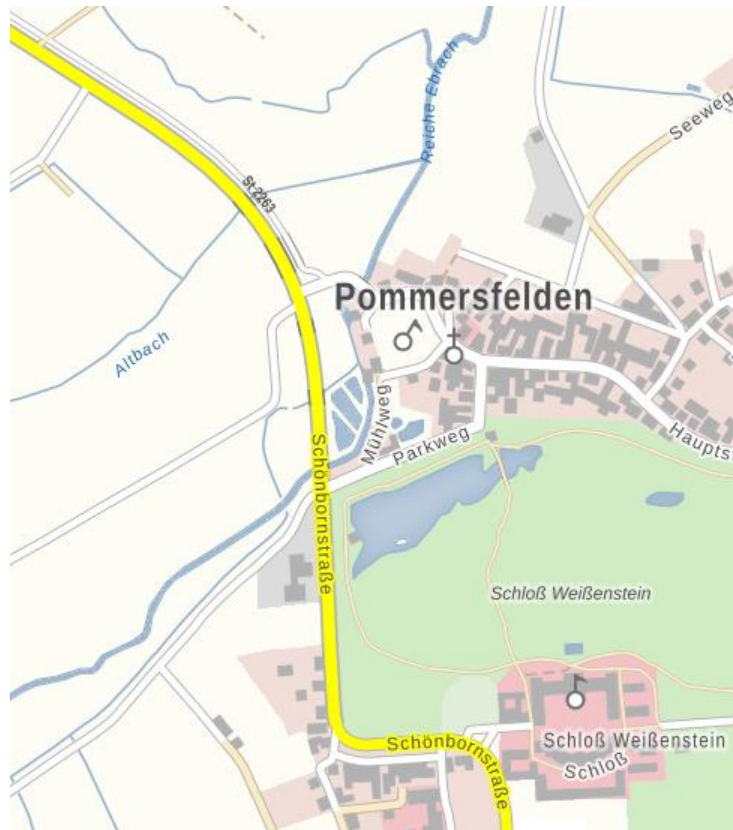 Reiche Ebrach
Seeweg
St 2263
Pommersfelden
Altbach
Mühlweg
Parkweg
Hauptst
Schönbornstraße
Schloß Weißenstein
Schönbornstraße
Schloß Weißenstein
Schloß